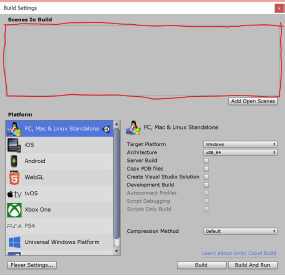 Build Settings
Scenes In Build
Add Open Scenes
Platform
PC, Mac & Linux Standalone
iOS
Android
WebGL
tvOS
Xbox One
PS4
Universal Windows Platform
PC, Mac & Linux Standalone
Target Platform Windows
Architecture x86_64
Server Build
Copy PDB files
Create Visual Studio Solution
Development Build
Autoconnect Profiler
Script Debugging
Scripts Only Build
Compression Method Default
Learn about Unity Cloud Build
Player Settings...
Build
Build And Run